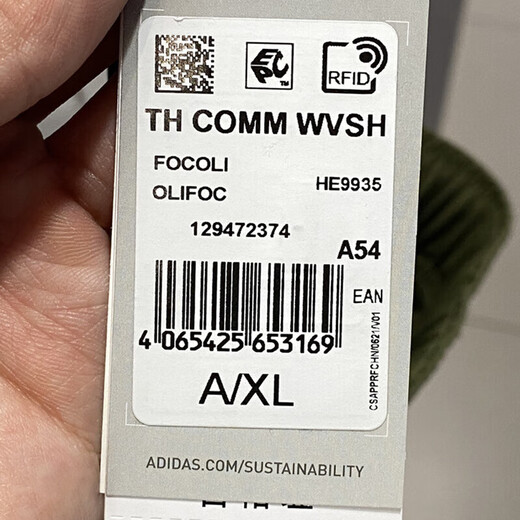 EPC™
RFID
TH COMM WVSH
FOCOLI
OLIFOC
HE9935
129472374
A54
EAN
4 065425 653169
A/XL
CSAPPRFCHN/0621/V01
ADIDAS.COM/SUSTAINABILITY